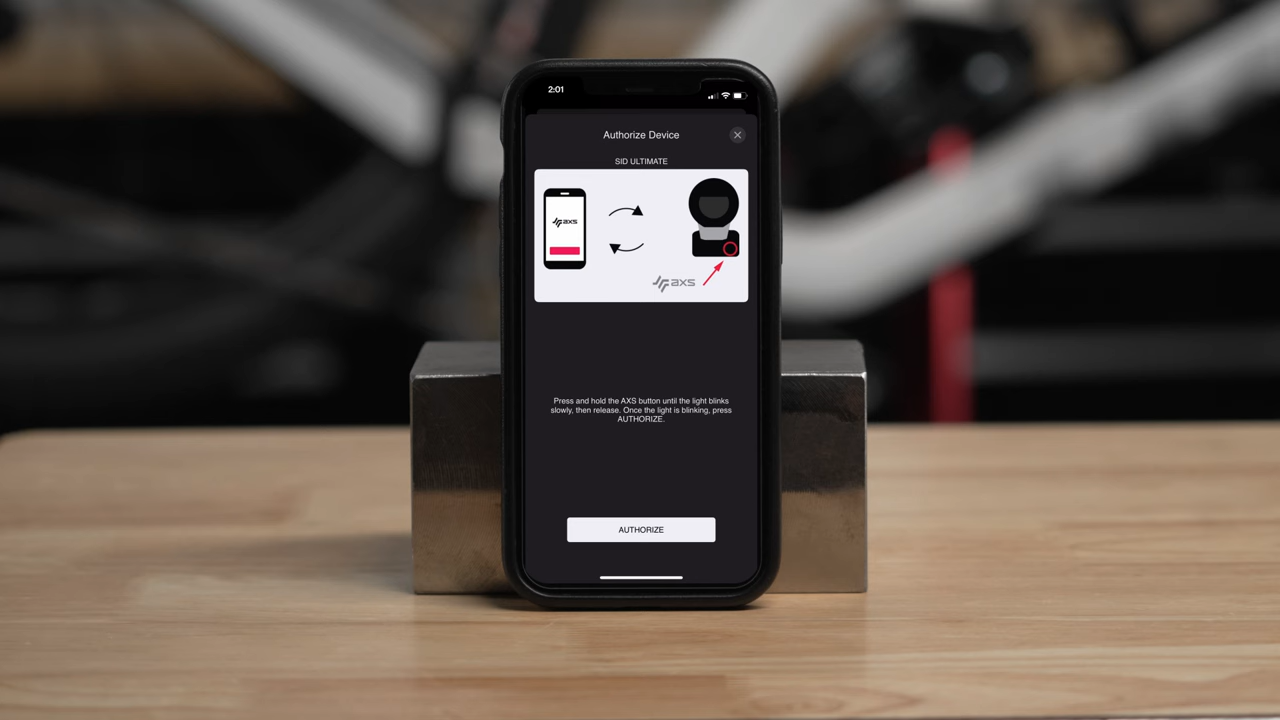 2:01
Authorize Device
SID ULTIMATE
axs
axs
Press and hold the AXS button until the light blinks
slowly, then release. Once the light is blinking, press
AUTHORIZE.
AUTHORIZE